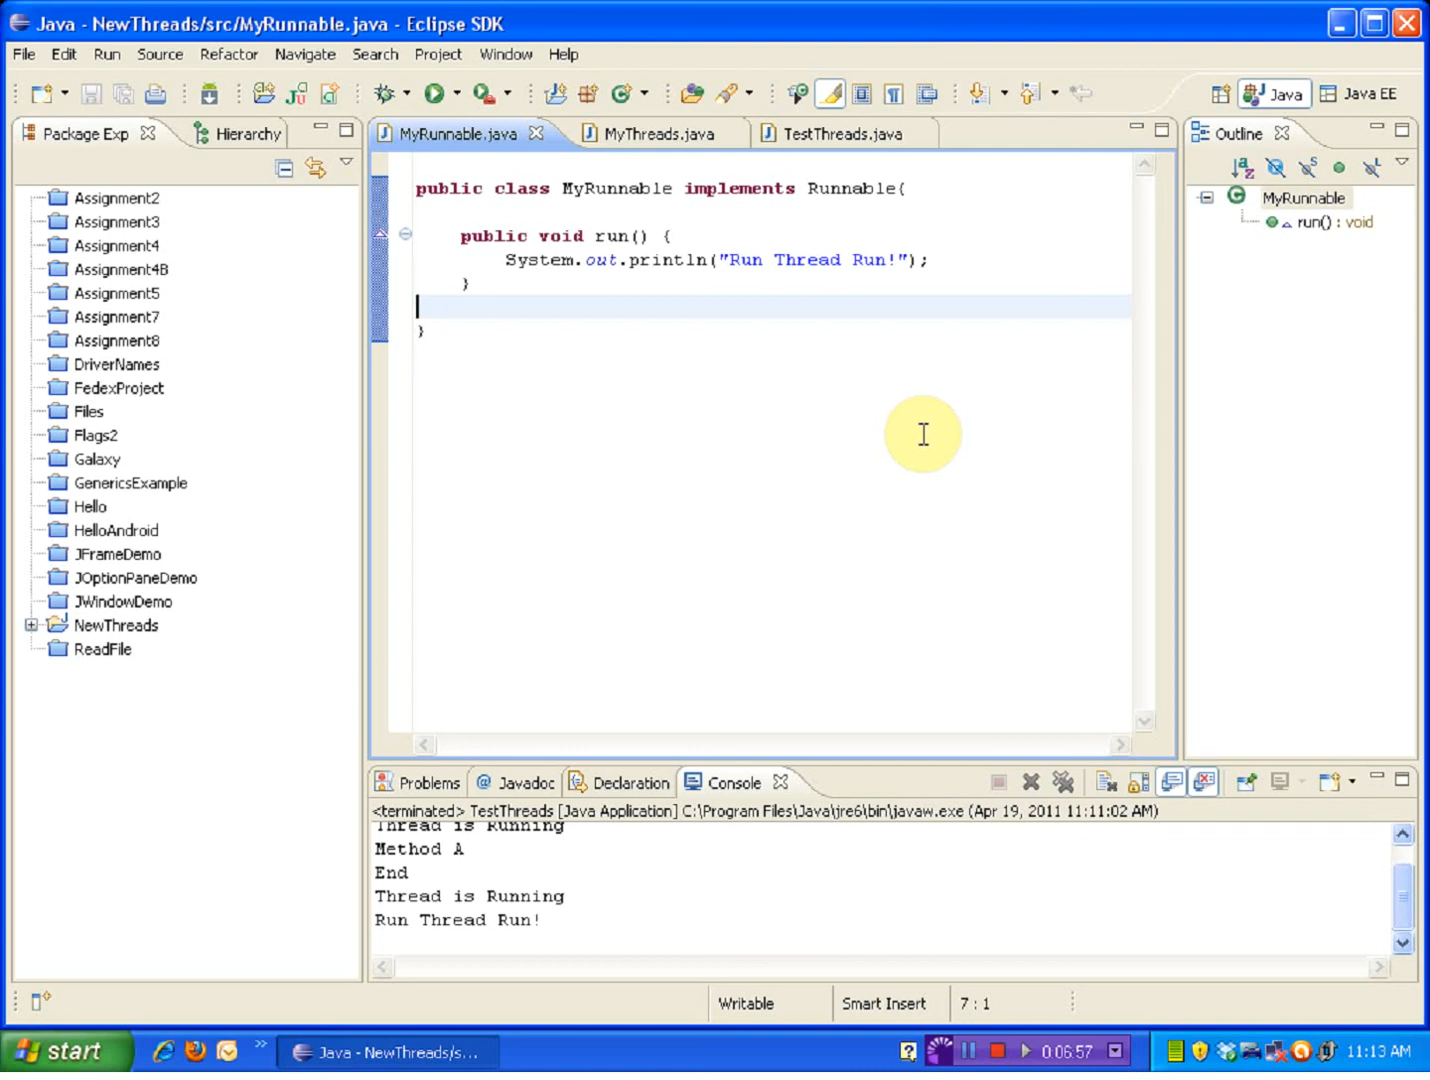 Java - NewThreads/src/MyRunnable.java - Eclipse SDK
File Edit Run Source Refactor Navigate Search Project Window Help
Java Java EE
Package Exp Hierarchy
Assignment2
Assignment3
Assignment4
Assignment4B
Assignment5
Assignment7
Assignment8
DriverNames
FedexProject
Files
Flags2
Galaxy
GenericsExample
Hello
HelloAndroid
JFrameDemo
JOptionPaneDemo
JWindowDemo
NewThreads
ReadFile
MyRunnable.java MyThreads.java TestThreads.java
public class MyRunnable implements Runnable{
public void run() {
System.out.println("Run Thread Run!");
}
}
Outline
MyRunnable
run() : void
Problems @ Javadoc Declaration Console
<terminated> TestThreads [Java Application] C:\Program Files\Java\jre6\bin\javaw.exe (Apr 19, 2011 11:11:02 AM)
Thread is Running
Method A
End
Thread is Running
Run Thread Run!
Writable Smart Insert 7 : 1
start Java - NewThreads/s... 0:06:57 11:13 AM